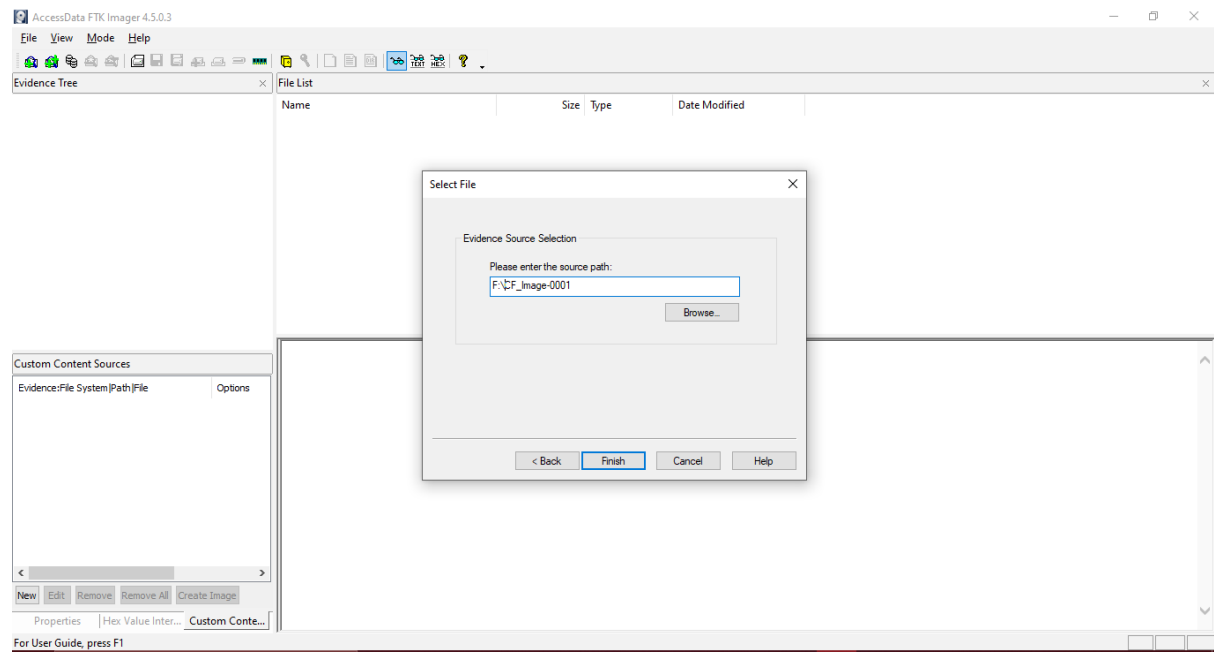 AccessData FTK Imager 4.5.0.3
File View Mode Help
TEXT HEX
Evidence Tree
File List
Name Size Type Date Modified
Select File
Evidence Source Selection
Please enter the source path:
F:\CF_Image-0001
Browse...
< Back Finish Cancel Help
Custom Content Sources
Evidence:File System|Path|File Options
New Edit Remove Remove All Create Image
Properties Hex Value Inter... Custom Conte...
For User Guide, press F1